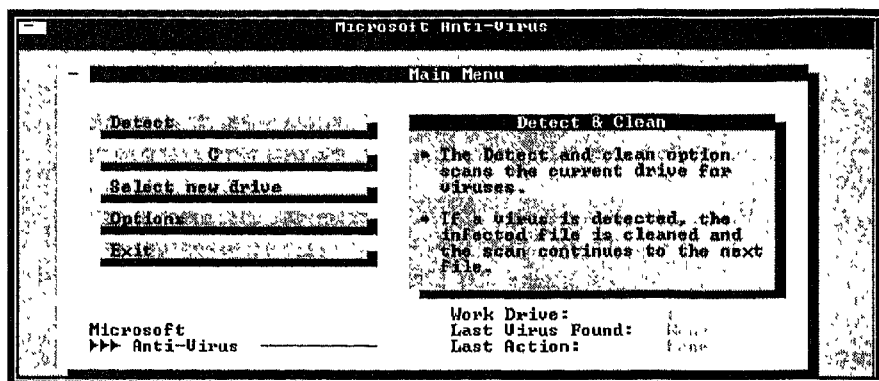 Microsoft Anti-Virus
Main Menu
Detect
C
Select new drive
Options
Exit
Detect & Clean
The Detect and clean option
scans the current drive for
viruses.
If a virus is detected, the
infected file is cleaned and
the scan continues to the next
file.
Work Drive:
Last Virus Found: None
Last Action:
Microsoft
►►► Anti-Virus